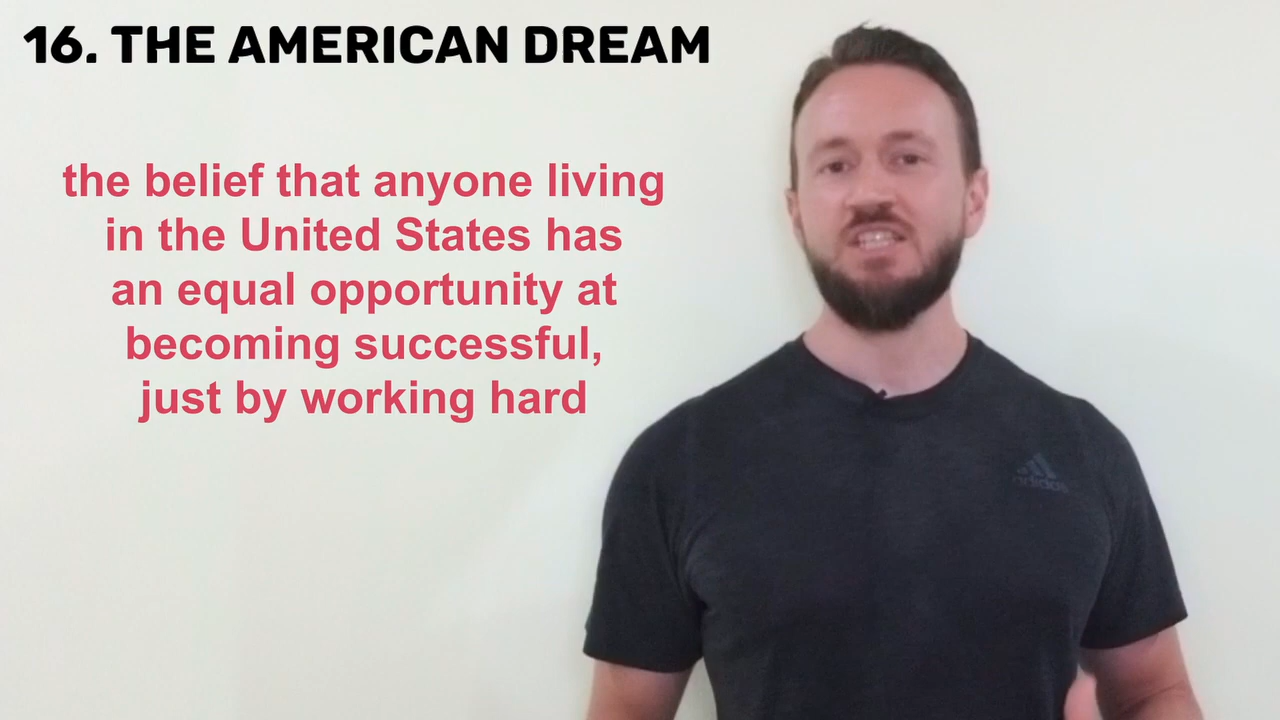 16. THE AMERICAN DREAM
the belief that anyone living
in the United States has
an equal opportunity at
becoming successful,
just by working hard
adidas